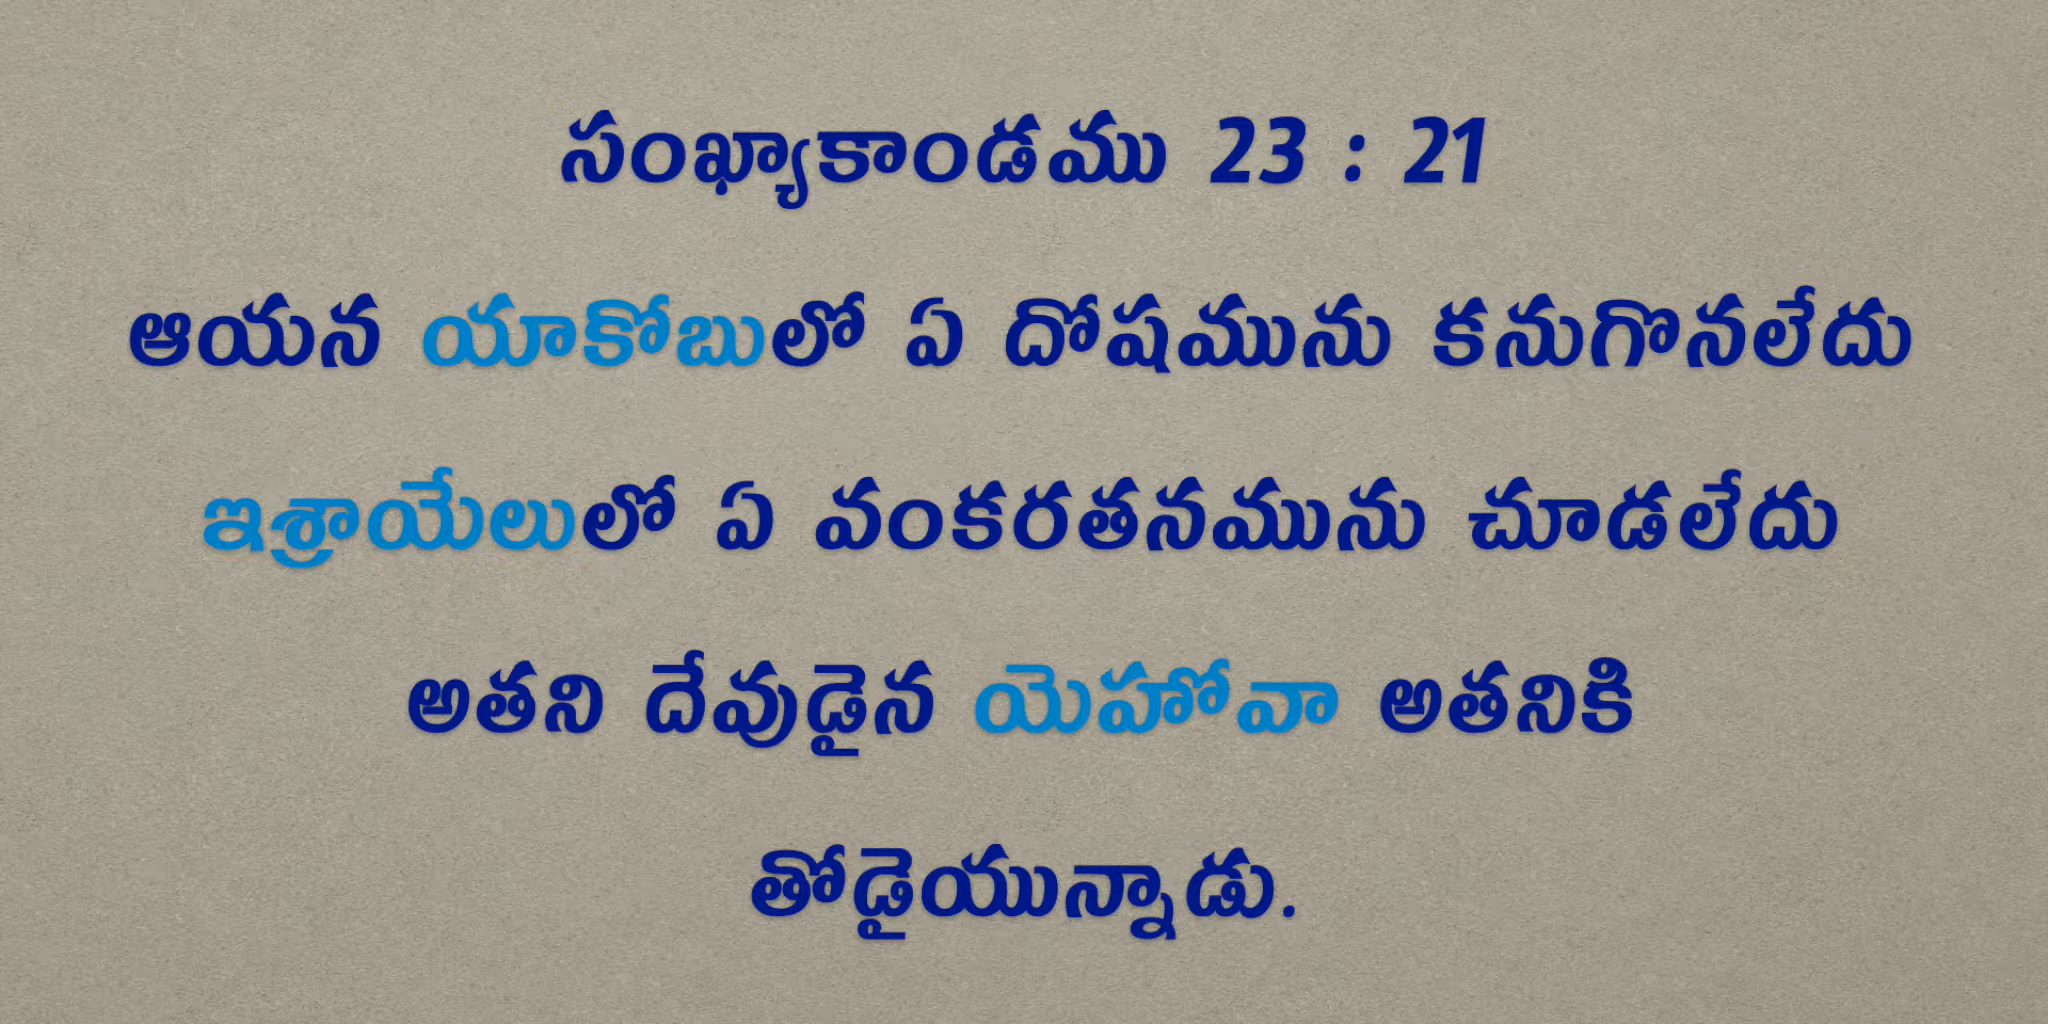 సంఖ్యాకాండము 23 : 21
ఆయన యాకోబులో ఏ దోషమును కనుగొనలేదు
ఇశ్రాయేలులో ఏ వంకరతనమును చూడలేదు
అతని దేవుడైన యెహోవా అతనికి
తోడైయున్నాడు.